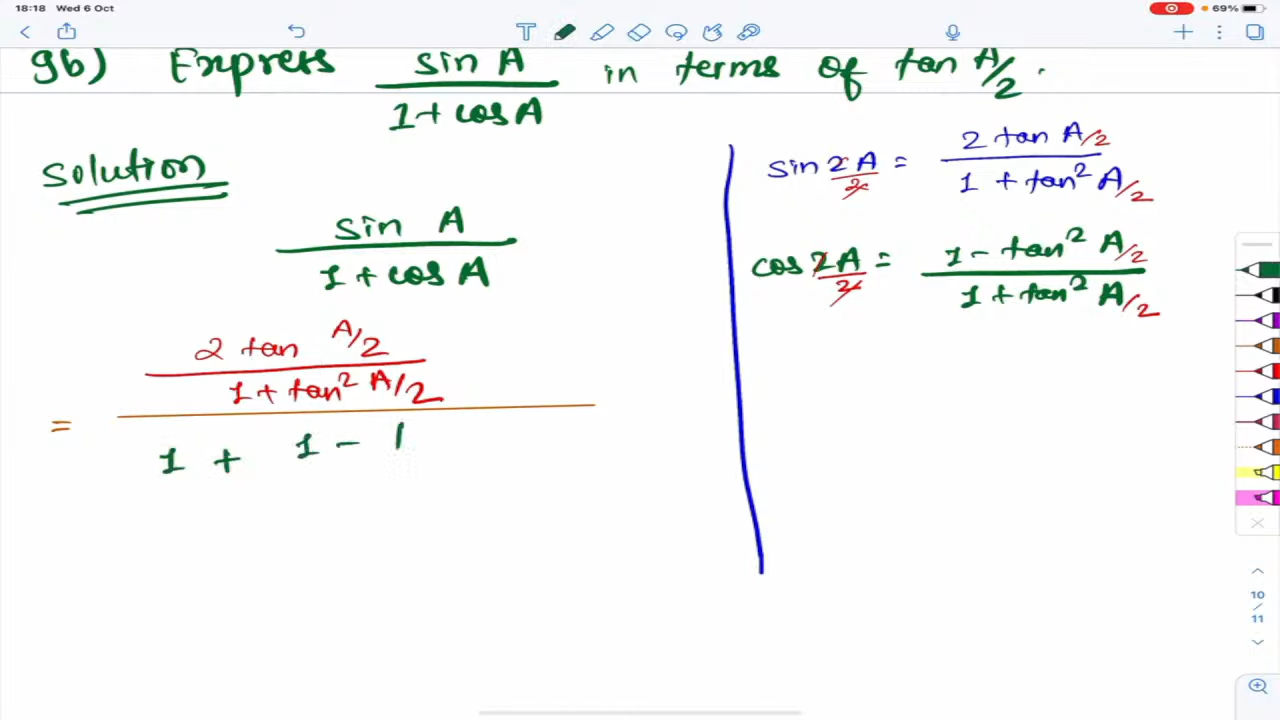 18:18 Wed 6 Oct 69%
9b) Express sin A / 1 + cos A in terms of tan A/2.
Solution
sin A / 1 + cos A
= 2 tan A/2 / 1 + tan² A/2
1 + 1 -
sin 2A/2 = 2 tan A/2 / 1 + tan² A/2
cos 2A/2 = 1 - tan² A/2 / 1 + tan² A/2
10
/
11